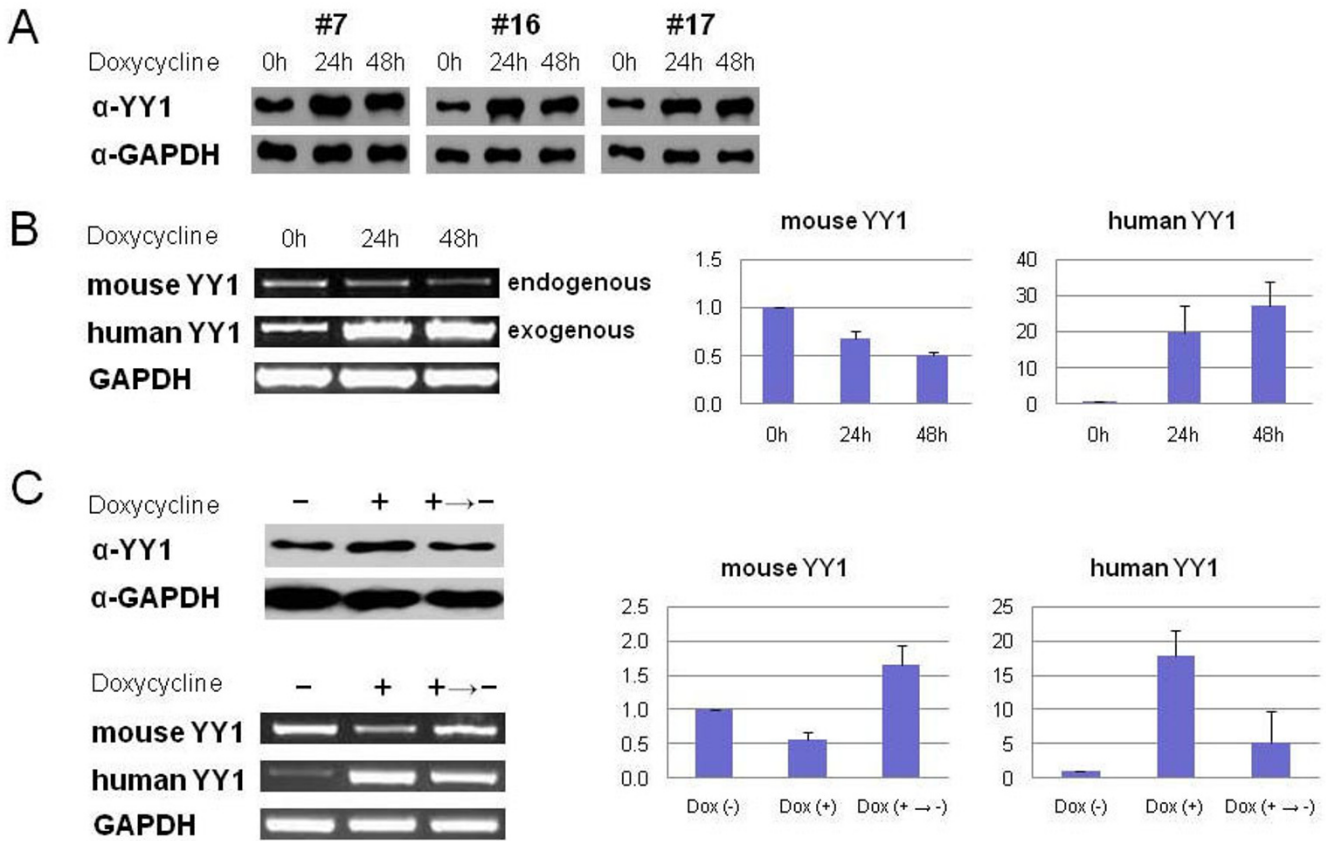 A
#7 #16 #17
Doxycycline 0h 24h 48h 0h 24h 48h 0h 24h 48h
α-YY1
α-GAPDH
B
Doxycycline 0h 24h 48h
mouse YY1 endogenous
human YY1 exogenous
GAPDH
mouse YY1
1.5
1.0
0.5
0.0
0h 24h 48h
human YY1
40
30
20
10
0
0h 24h 48h
C
Doxycycline − + +→−
α-YY1
α-GAPDH
Doxycycline − + +→−
mouse YY1
human YY1
GAPDH
mouse YY1
2.5
2.0
1.5
1.0
0.5
0.0
Dox (-) Dox (+) Dox (+ → -)
human YY1
25
20
15
10
5
0
Dox (-) Dox (+) Dox (+ → -)